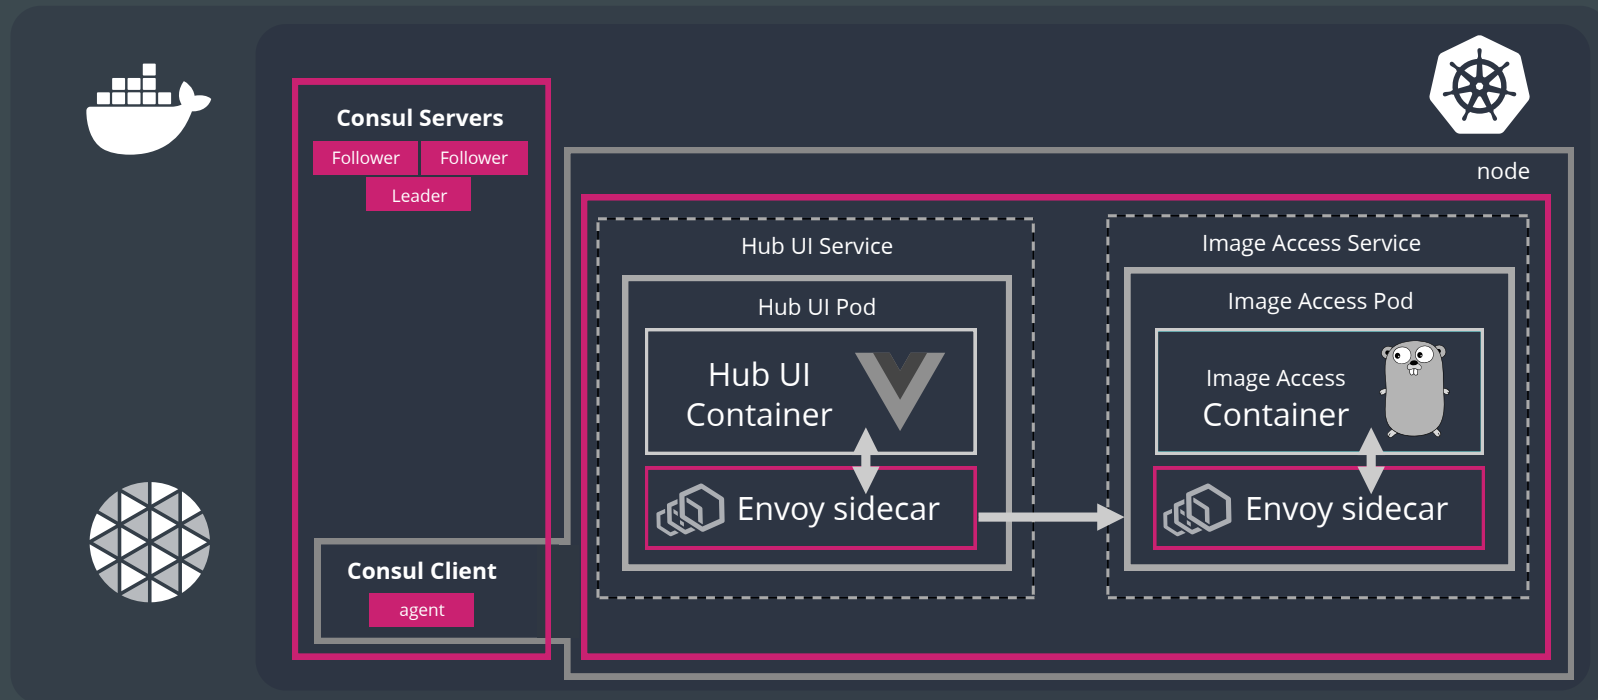 Consul Servers
Follower
Follower
Leader
node
Hub UI Service
Hub UI Pod
Hub UI
Container
Envoy sidecar
Image Access Service
Image Access Pod
Image Access
Container
Envoy sidecar
Consul Client
agent